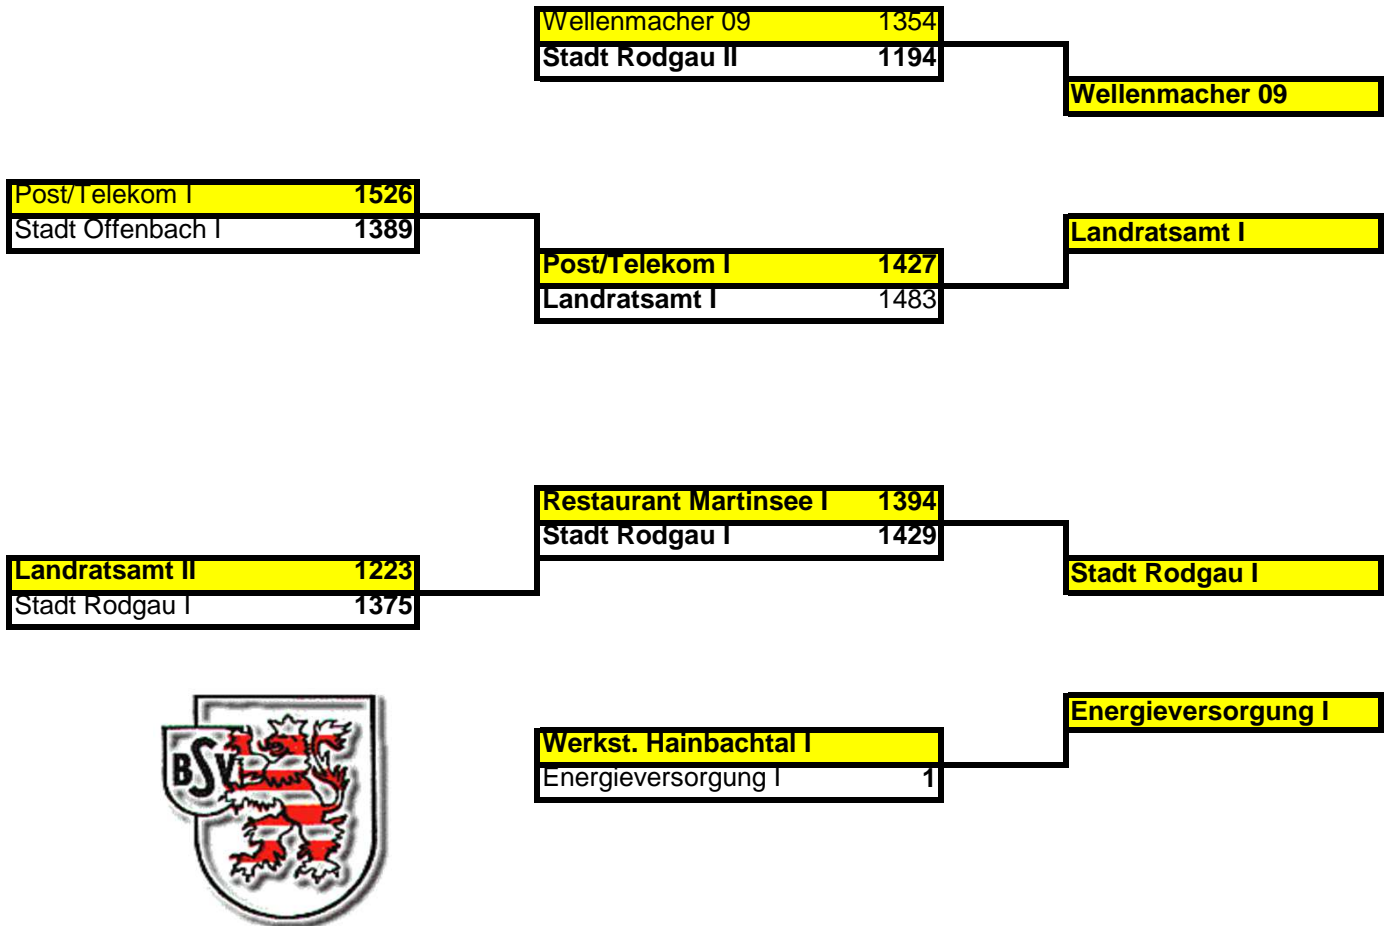 Wellenmacher 09 1354
Stadt Rodgau II 1194
Wellenmacher 09
Post/Telekom I 1526
Stadt Offenbach I 1389
Landratsamt I
Post/Telekom I 1427
Landratsamt I 1483
Restaurant Martinsee I 1394
Stadt Rodgau I 1429
Landratsamt II 1223
Stadt Rodgau I 1375
Stadt Rodgau I
Energieversorgung I
Werkst. Hainbachtal I
Energieversorgung I 1
BSV